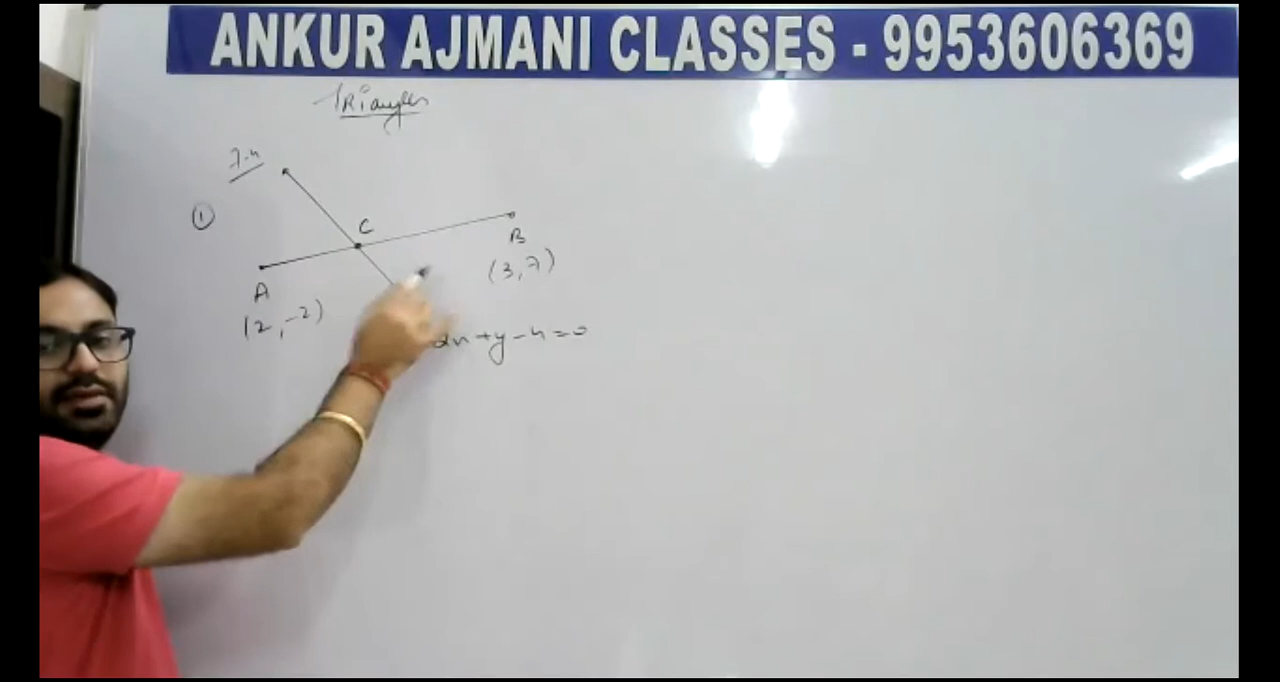 ANKUR AJMANI CLASSES - 9953606369
Triangles
7.4
①
C
B
(3,7)
A
(2,-2)
2x+y-4=0